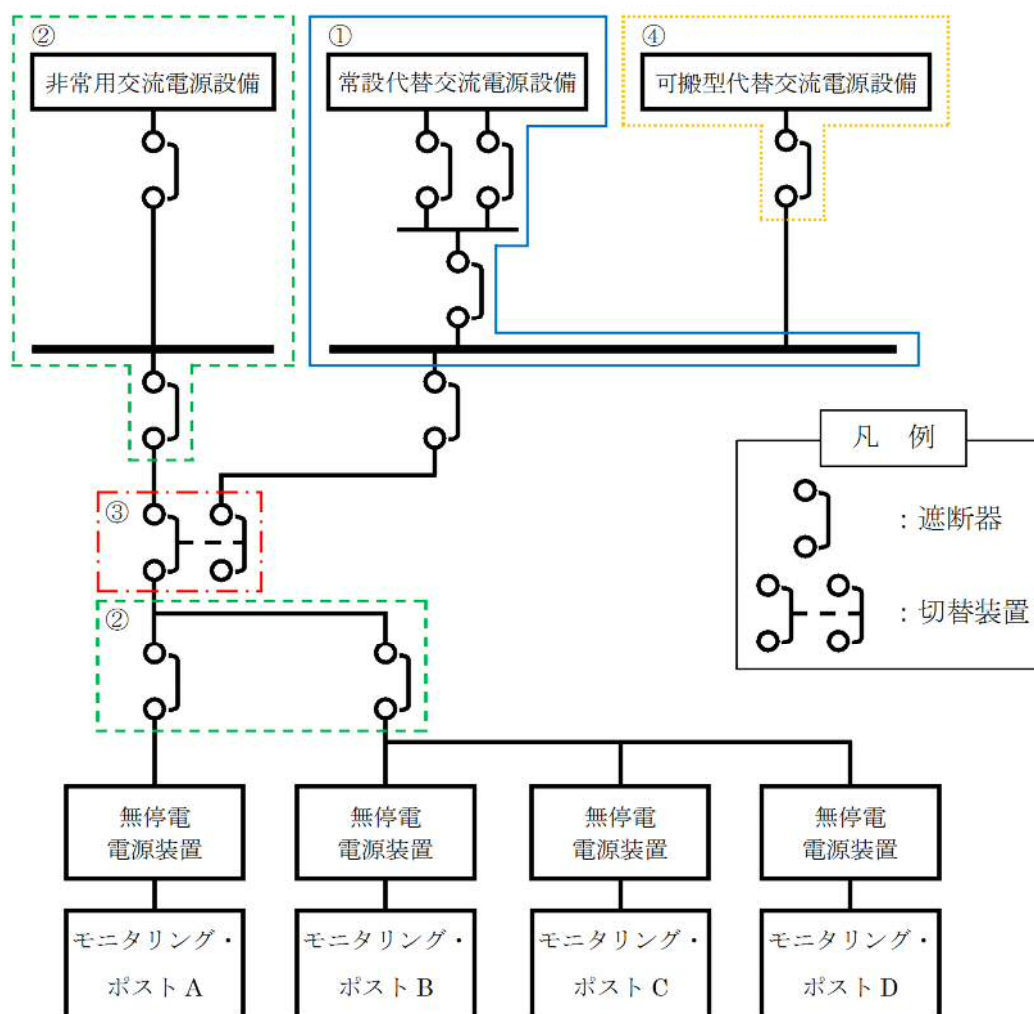 ②
非常用交流電源設備
①
常設代替交流電源設備
④
可搬型代替交流電源設備
凡 例
：遮断器
：切替装置
③
②
無停電
電源装置
無停電
電源装置
無停電
電源装置
無停電
電源装置
モニタリング・
ポスト A
モニタリング・
ポスト B
モニタリング・
ポスト C
モニタリング・
ポスト D